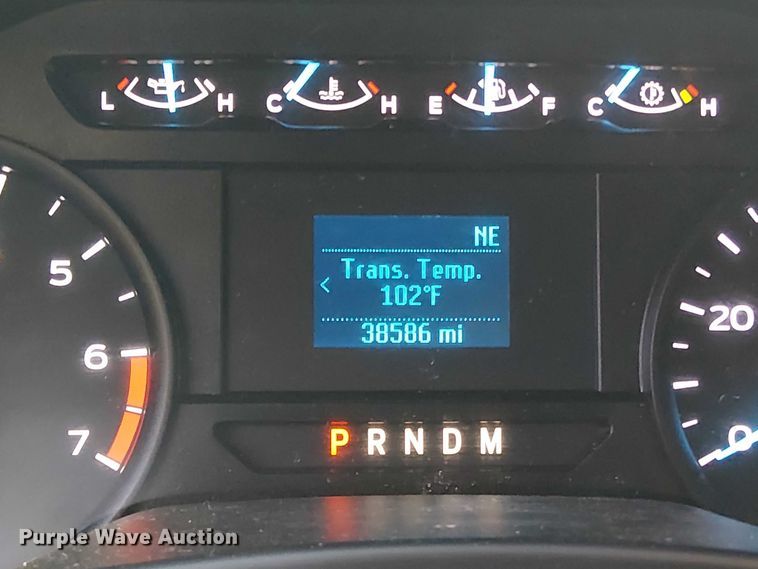 L H C H E F C H
NE
Trans. Temp.
<
102°F
38586 mi
5
6
7
20
0
P R N D M
Purple Wave Auction